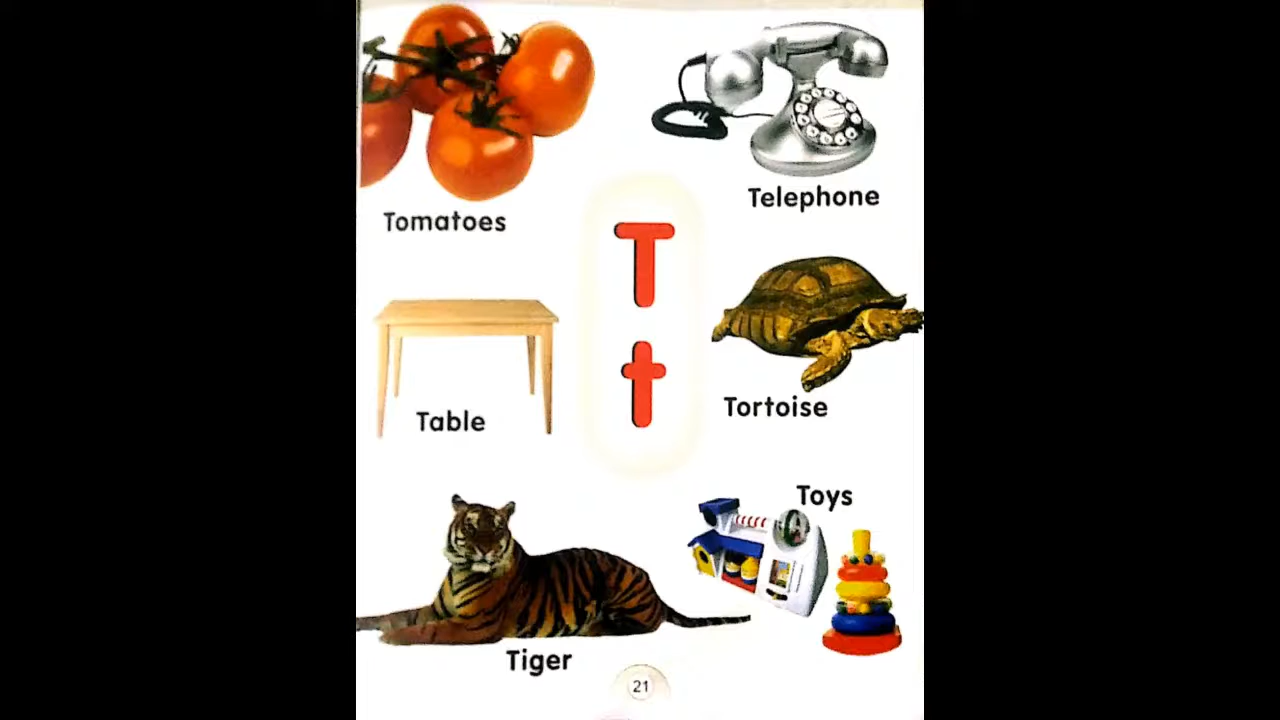 Tomatoes
Telephone
T
t
Table
Tortoise
Toys
Tiger
21